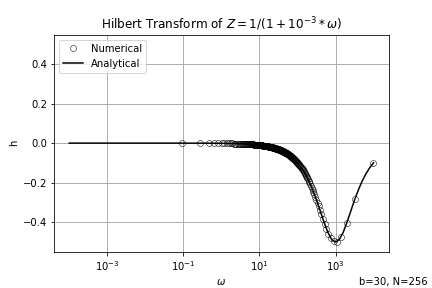 Hilbert Transform of Z = 1/(1 + 10⁻³ * ω)
Numerical
Analytical
h
0.4
0.2
0.0
−0.2
−0.4
10⁻³
10⁻¹
10¹
10³
ω
b=30, N=256